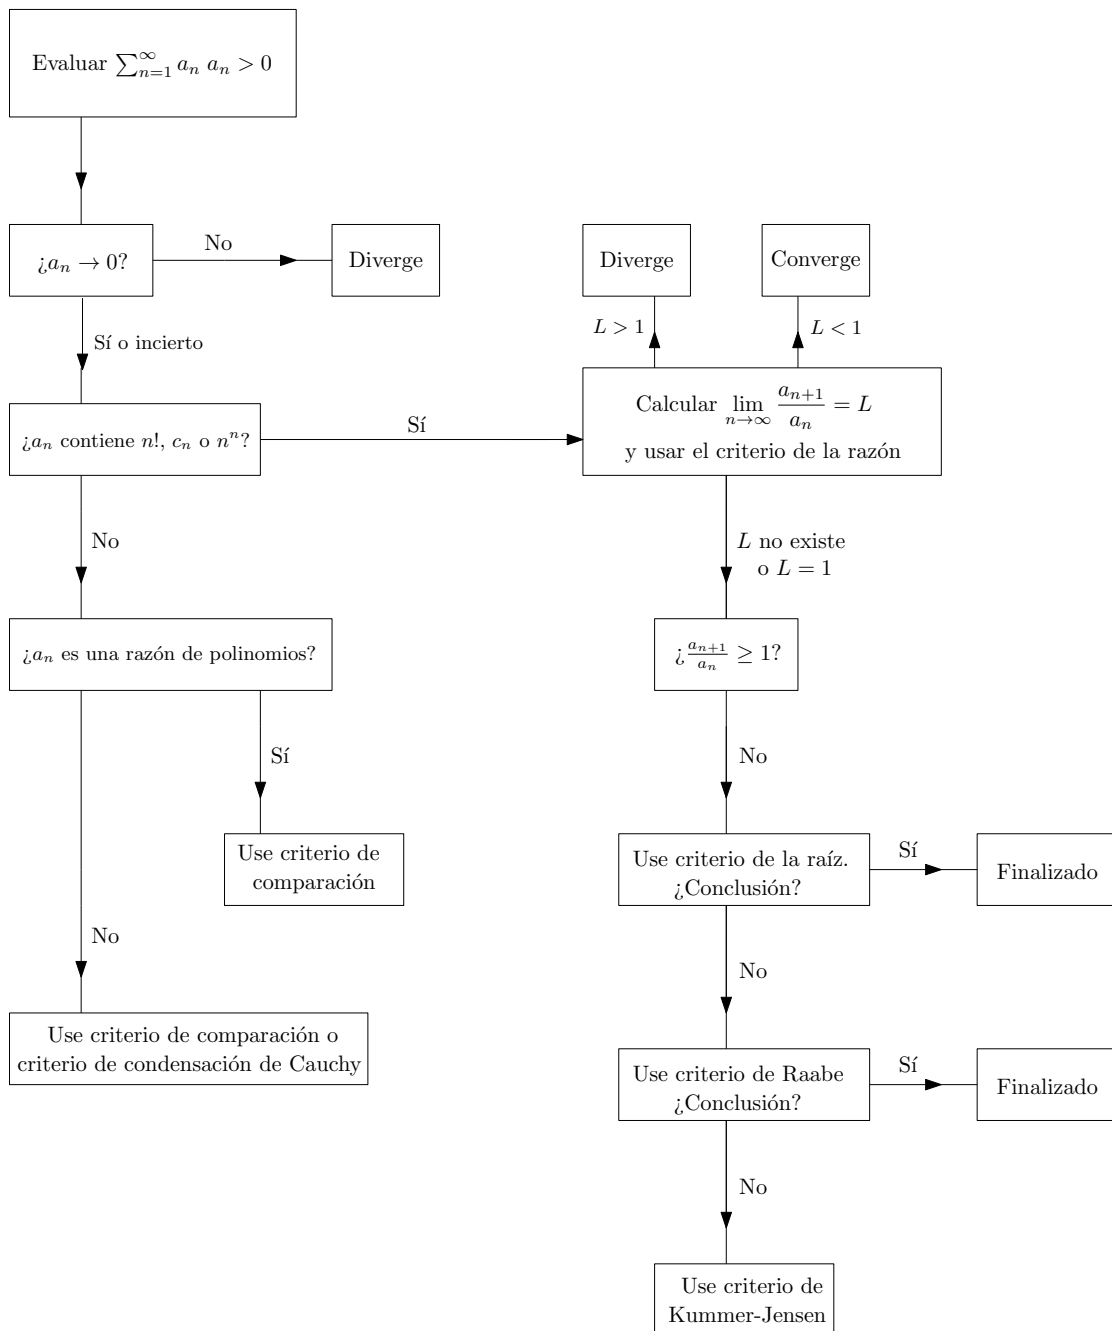 Evaluar $\sum_{n=1}^{\infty} a_n \ a_n > 0$
¿$a_n \to 0$?
No
Diverge
Sí o incierto
¿$a_n$ contiene $n!$, $c_n$ o $n^n$?
Sí
Diverge
Converge
$L > 1$
$L < 1$
Calcular $\lim_{n \to \infty} \frac{a_{n+1}}{a_n} = L$
y usar el criterio de la razón
No
¿$a_n$ es una razón de polinomios?
Sí
Use criterio de
comparación
No
Use criterio de comparación o
criterio de condensación de Cauchy
$L$ no existe
o $L = 1$
¿$\frac{a_{n+1}}{a_n} \geq 1$?
No
Use criterio de la raíz.
¿Conclusión?
Sí
Finalizado
No
Use criterio de Raabe
¿Conclusión?
Sí
Finalizado
No
Use criterio de
Kummer-Jensen